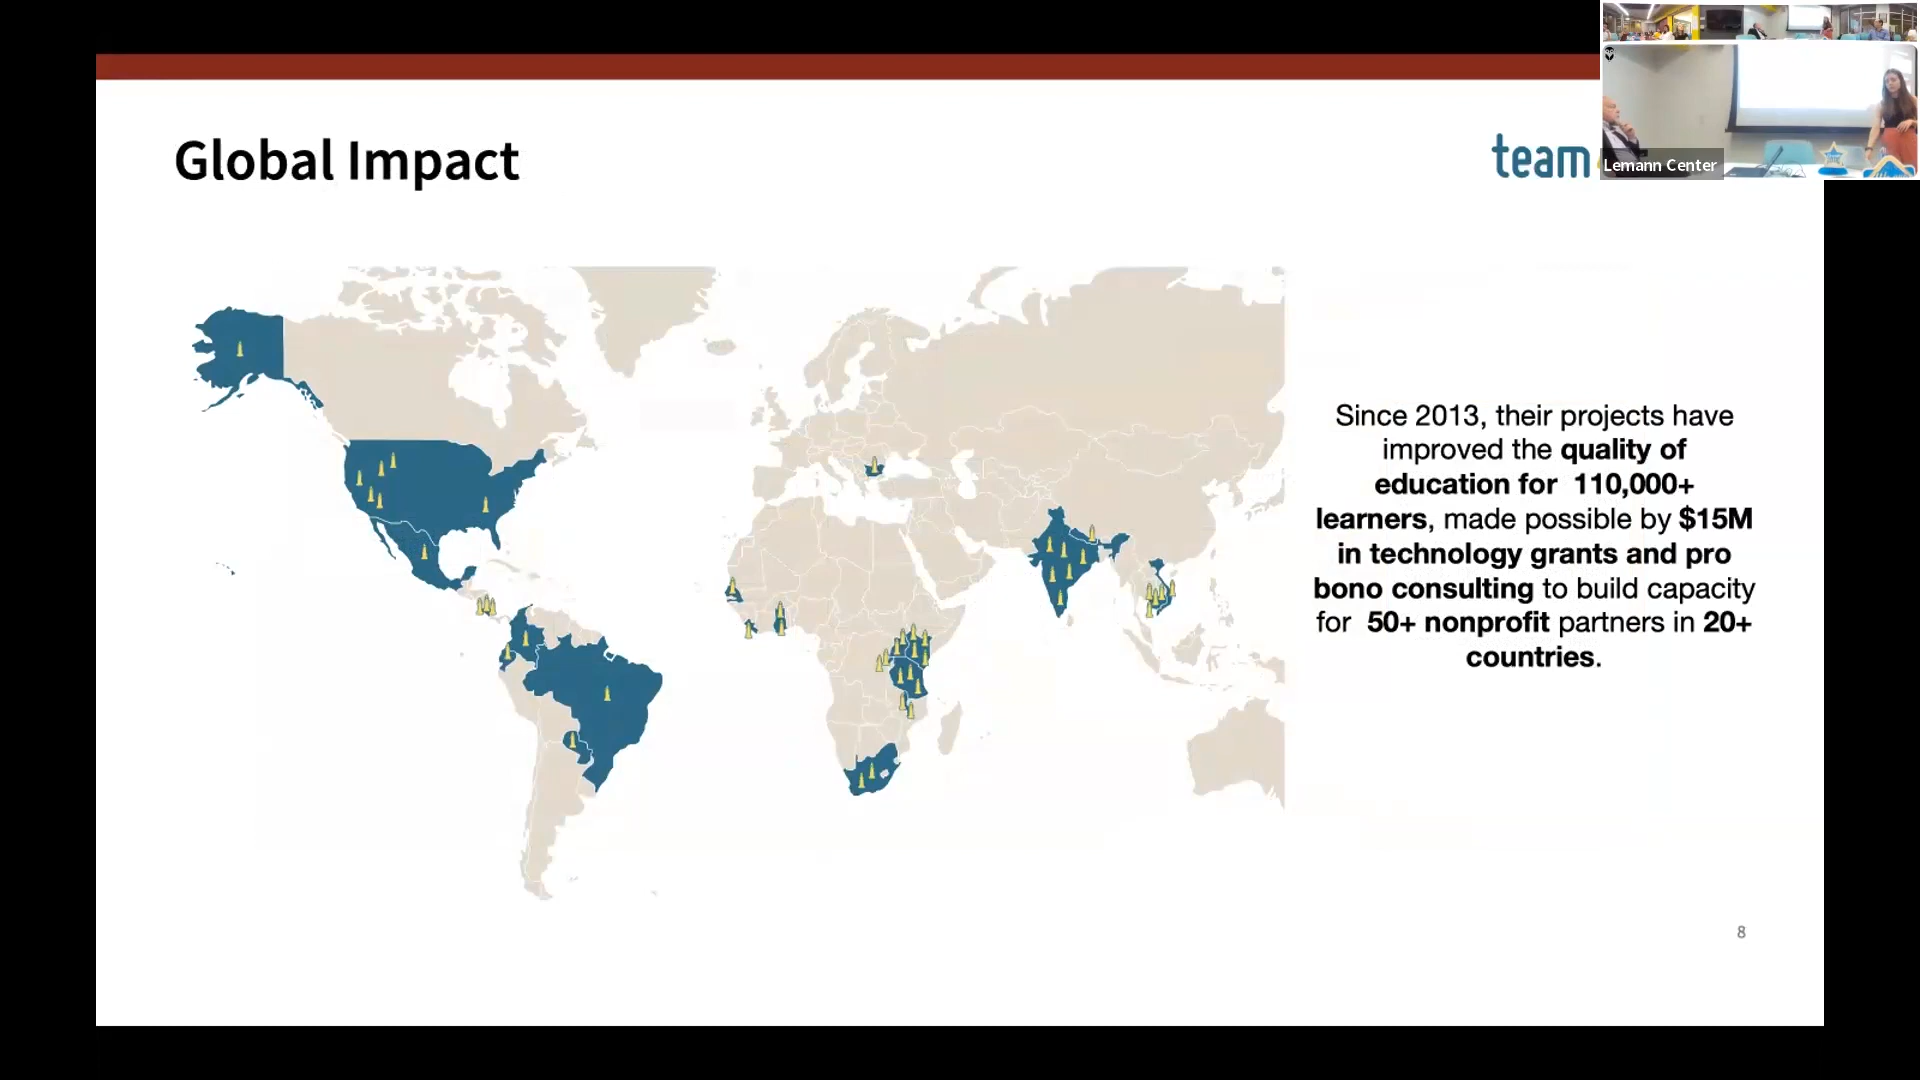 Global Impact
team
Lemann Center
Since 2013, their projects have
improved the quality of
education for 110,000+
learners, made possible by $15M
in technology grants and pro
bono consulting to build capacity
for 50+ nonprofit partners in 20+
countries.
8